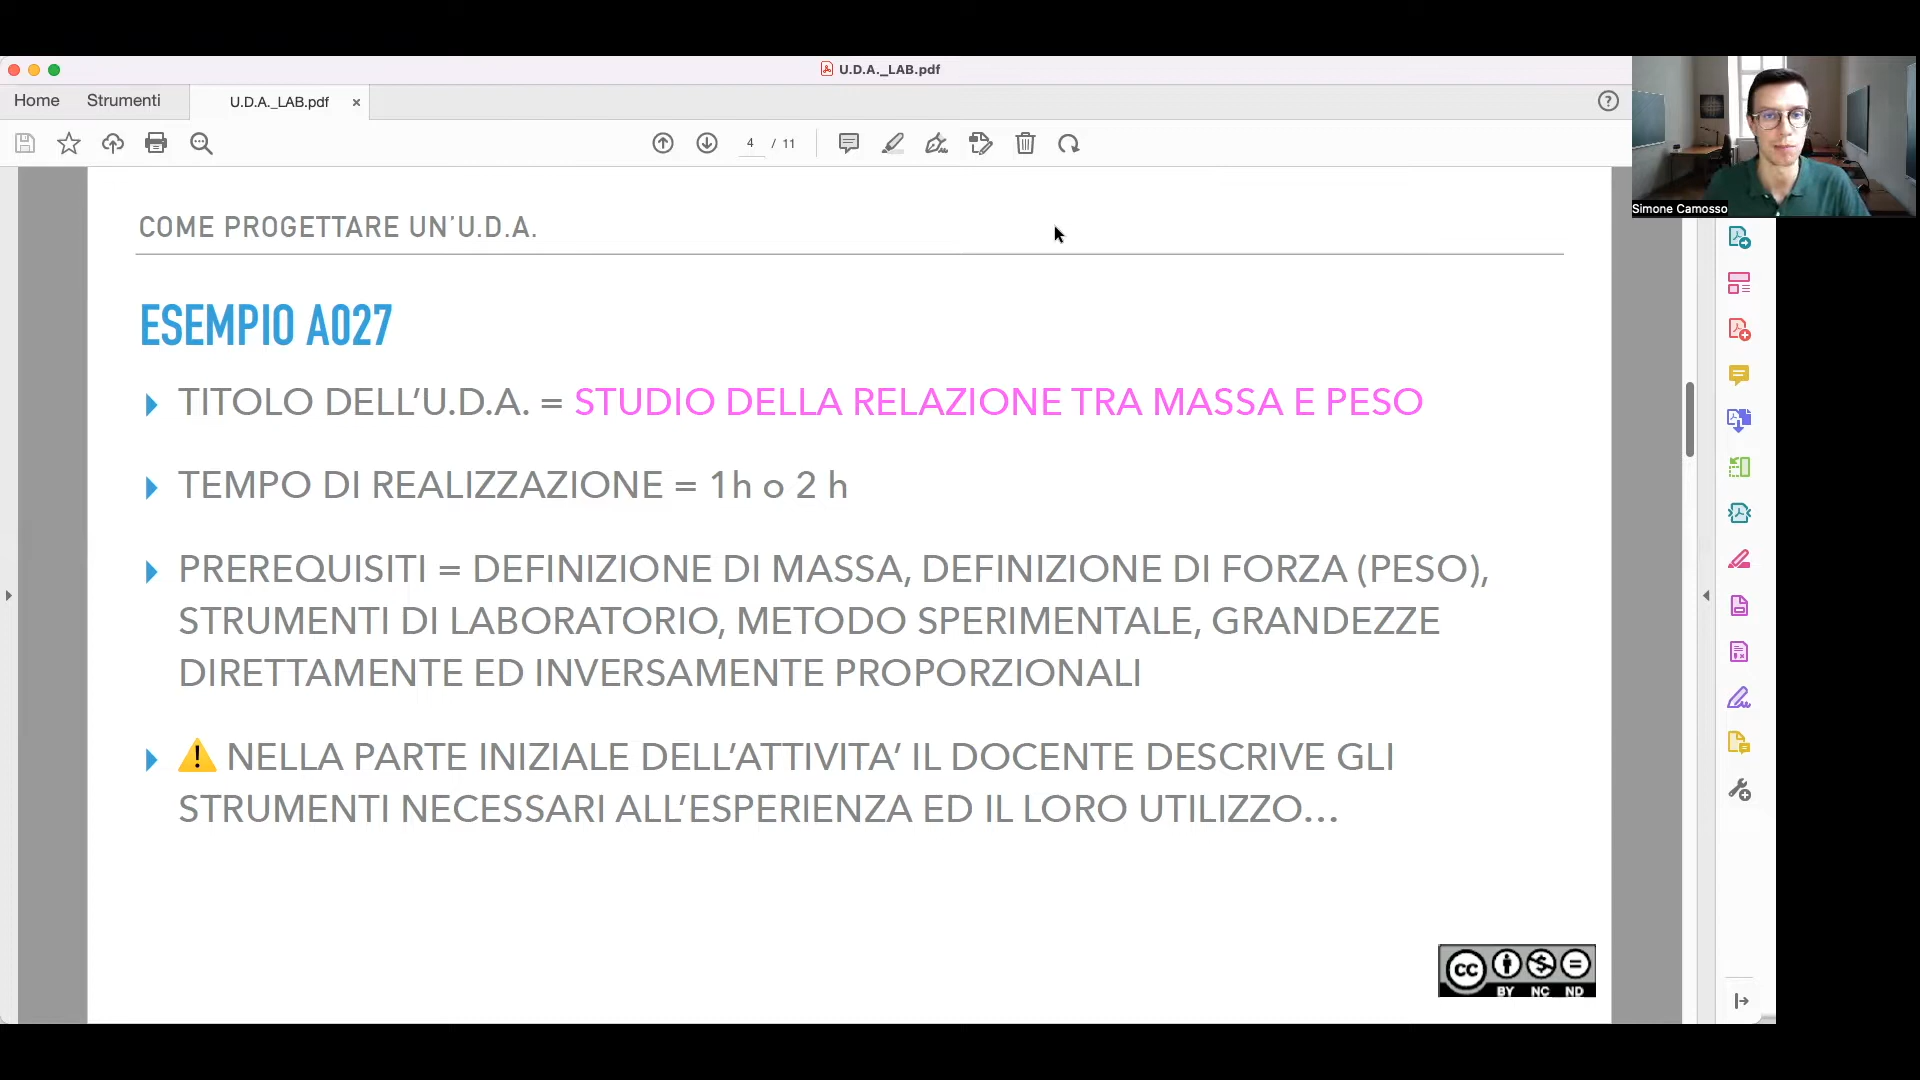 U.D.A._LAB.pdf
Home Strumenti U.D.A._LAB.pdf ×
4 / 11
Simone Camosso
COME PROGETTARE UN'U.D.A.
ESEMPIO A027
TITOLO DELL'U.D.A. = STUDIO DELLA RELAZIONE TRA MASSA E PESO
TEMPO DI REALIZZAZIONE = 1h o 2 h
PREREQUISITI = DEFINIZIONE DI MASSA, DEFINIZIONE DI FORZA (PESO),
STRUMENTI DI LABORATORIO, METODO SPERIMENTALE, GRANDEZZE
DIRETTAMENTE ED INVERSAMENTE PROPORZIONALI
⚠️ NELLA PARTE INIZIALE DELL'ATTIVITA' IL DOCENTE DESCRIVE GLI
STRUMENTI NECESSARI ALL'ESPERIENZA ED IL LORO UTILIZZO...
cc
BY NC ND